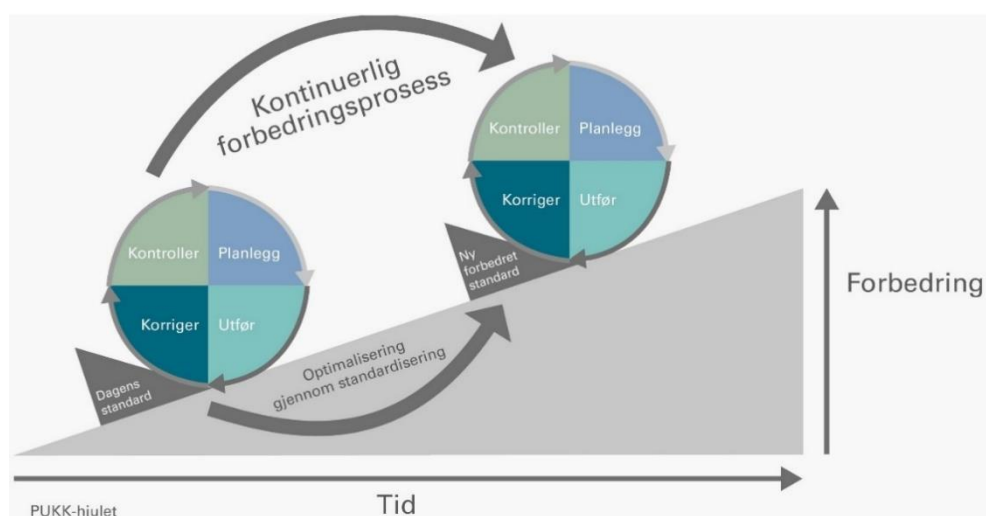 Kontinuerlig
forbedringsprosess
Kontroller
Planlegg
Korriger
Utfør
Ny
forbedret
standard
Kontroller
Planlegg
Korriger
Utfør
Dagens
standard
Optimalisering
gjennom standardisering
Forbedring
Tid
PUKK-hjulet